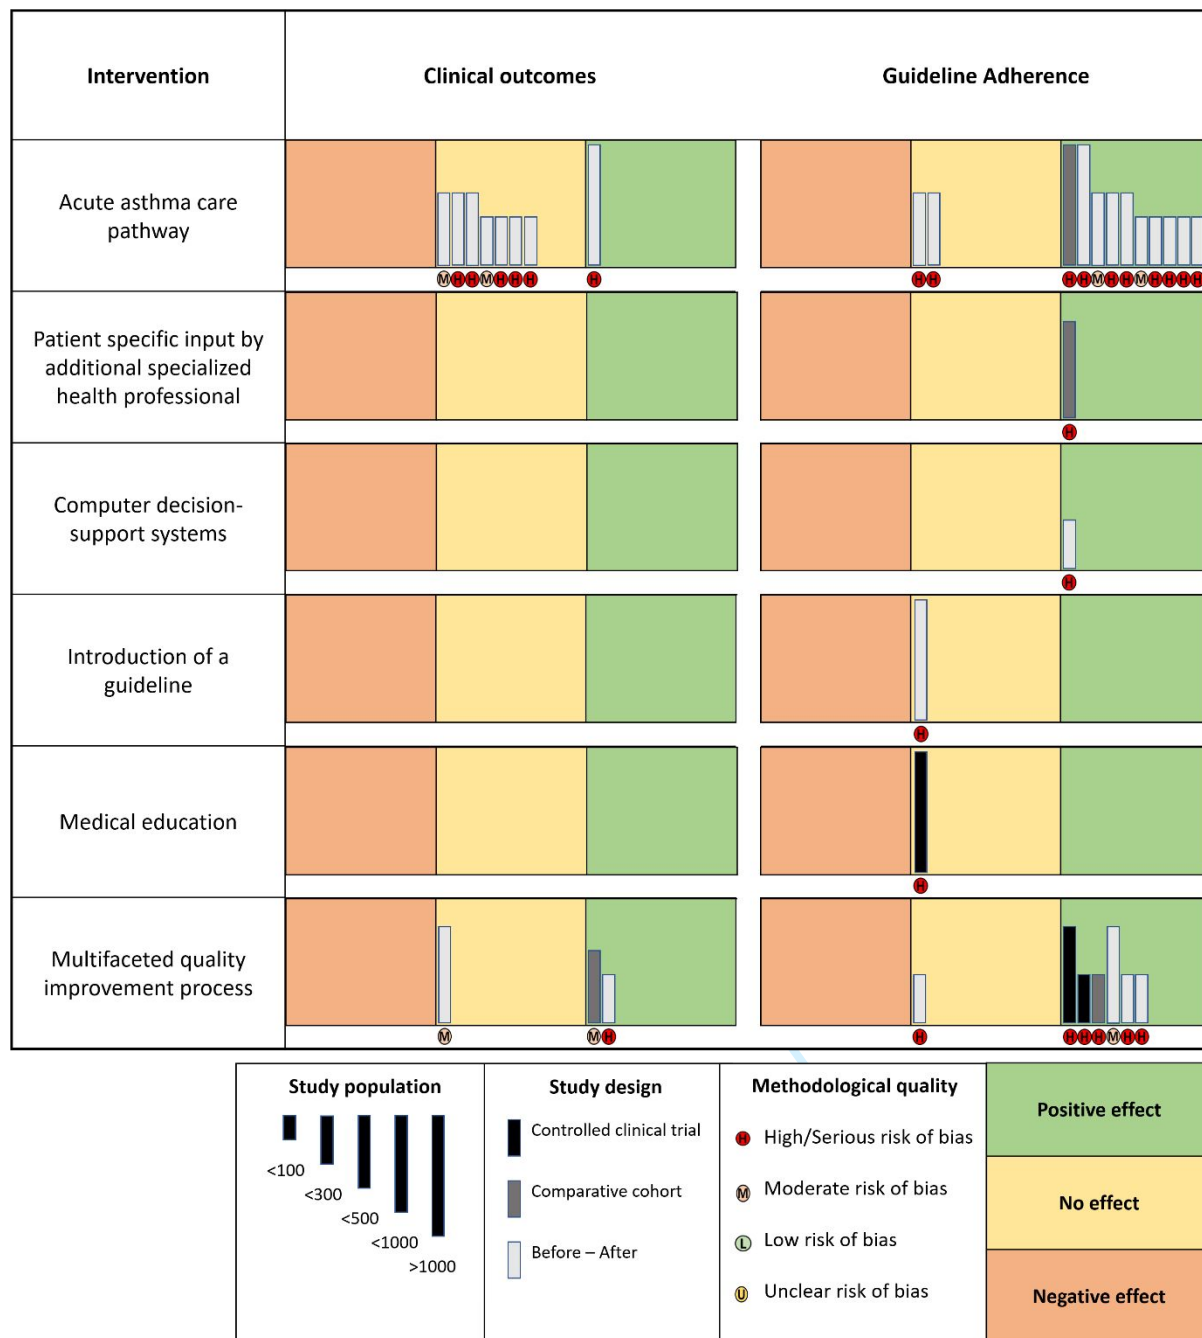 Intervention
Clinical outcomes
Guideline Adherence
Acute asthma care
pathway
M H H M H H H
H
H H
H H M H H M H H H H
Patient specific input by
additional specialized
health professional
H
Computer decision-
support systems
H
Introduction of a
guideline
H
Medical education
H
Multifaceted quality
improvement process
M
M H
H
H H H M H H
Study population
<100
<300
<500
<1000
>1000
Study design
Controlled clinical trial
Comparative cohort
Before – After
Methodological quality
H High/Serious risk of bias
M Moderate risk of bias
L Low risk of bias
U Unclear risk of bias
Positive effect
No effect
Negative effect